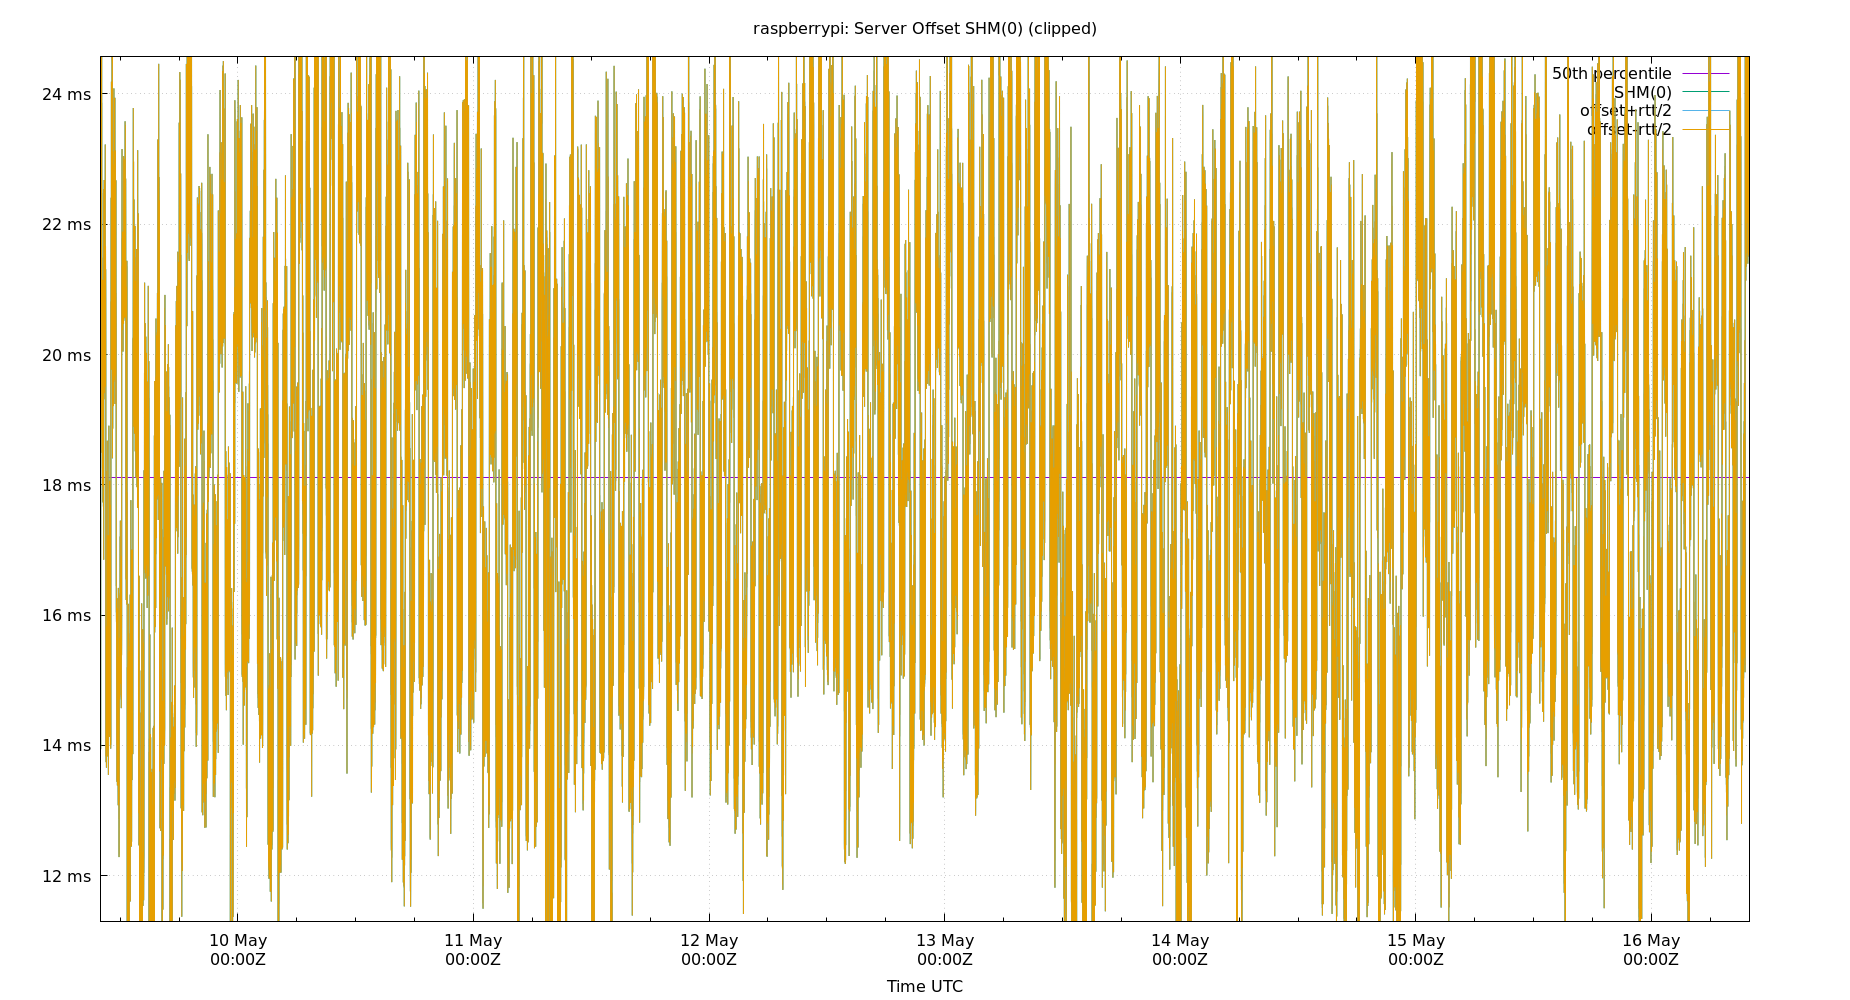 raspberrypi: Server Offset SHM(0) (clipped)
24 ms
22 ms
20 ms
18 ms
16 ms
14 ms
12 ms
50th percentile
SHM(0)
offset+rtt/2
offset-rtt/2
10 May 11 May 12 May 13 May 14 May 15 May 16 May
00:00Z 00:00Z 00:00Z 00:00Z 00:00Z 00:00Z 00:00Z
Time UTC